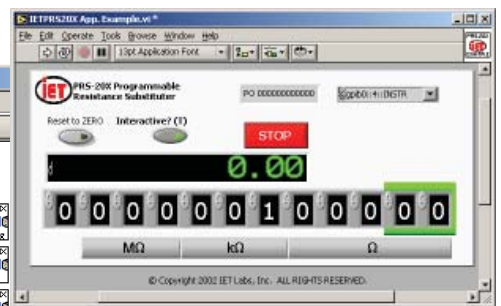 IETPRS20X App. Example.vi *
File Edit Operate Tools Browse Window Help
13pt Application Font
IET
PRS-20X Programmable
Resistance Substituter
PO 000000000000
gpib0::4::INSTR
Reset to ZERO Interactive? (T)
STOP
0.00
0 0 0 0 0 0 1 0 0 0 0 0
MΩ kΩ Ω
© Copyright 2002 IET Labs, Inc. ALL RIGHTS RESERVED.